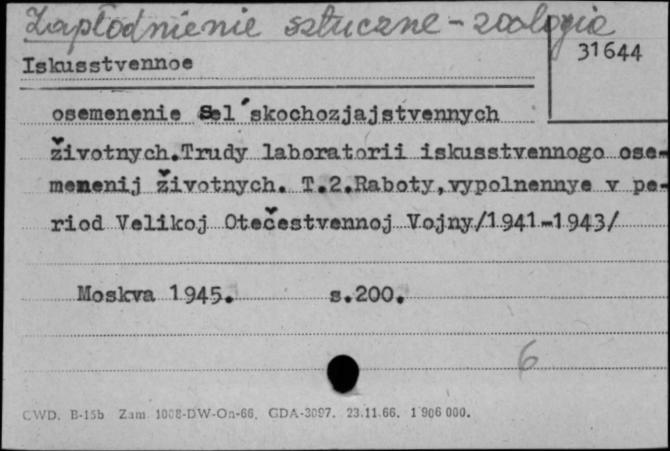 Zapłodnienie sztuczne - zoologia
31644
Iskusstvennoe
osemenenie Sel'skochozjajstvennych
životnych.Trudy laboratorii iskusstvennogo ose-
menenij životnych. T.2.Raboty,vypolnennye v pe-
riod Velikoj Otečestvennoj Vojny/1941-1943/
Moskva 1945. s.200.
6
CWD. B-15b Zam. 1008-DW-On-66. GDA-3097. 23.11.66. 1 906 000.